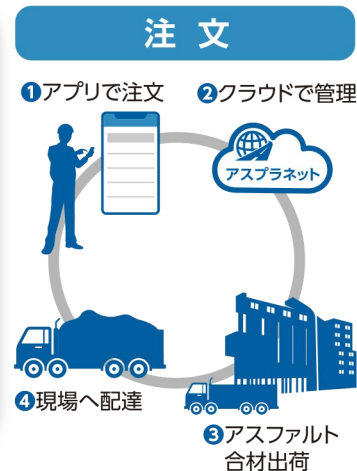 注文
❶アプリで注文
❷クラウドで管理
アスプラネット
❹現場へ配達
❸アスファルト
合材出荷